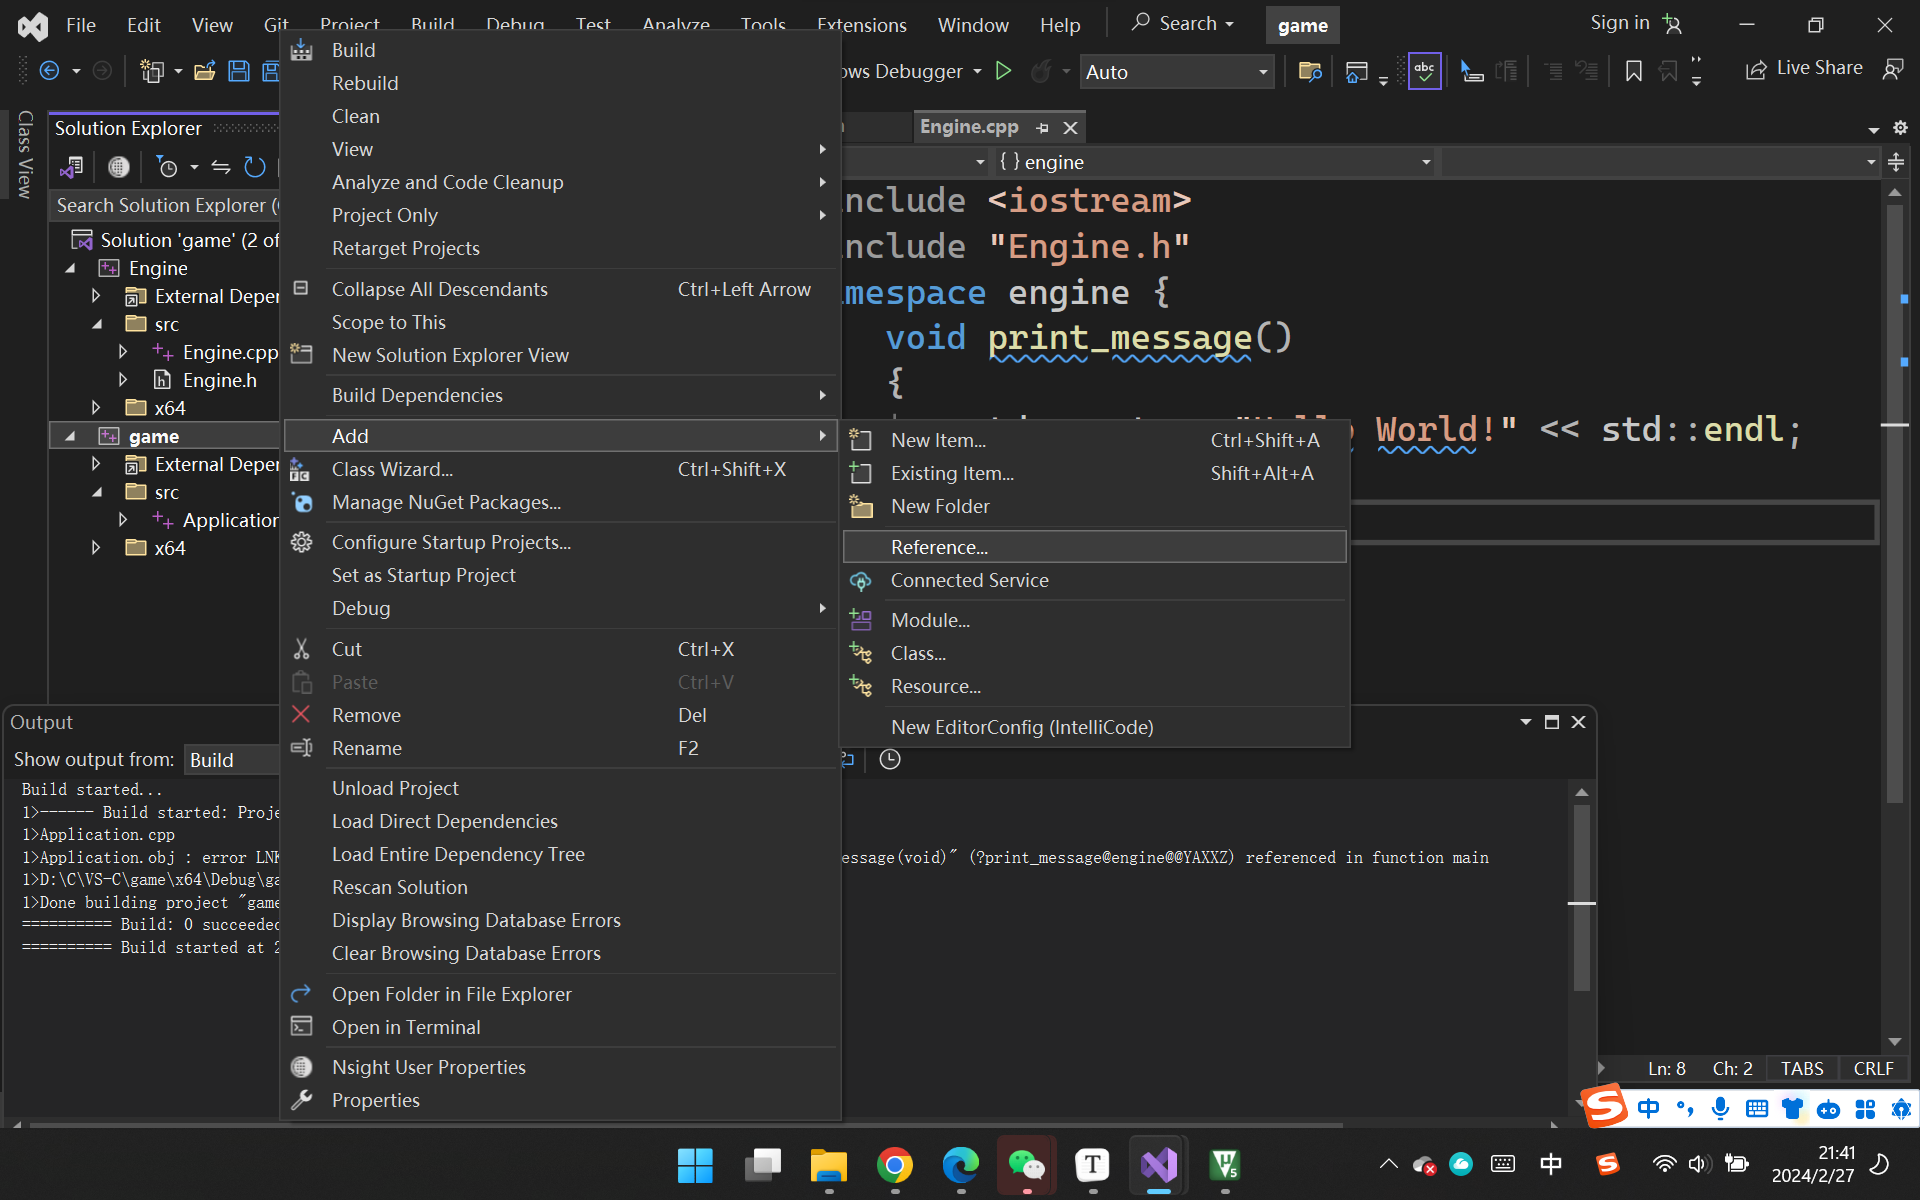 File Edit View Git Project Build Debug Test Analyze Tools Extensions Window Help Search game Sign in
ows Debugger Auto Live Share
Class View
Solution Explorer
Search Solution Explorer (
Solution 'game' (2 of
Engine
External Deper
src
Engine.cpp
Engine.h
x64
game
External Deper
src
Application
x64
Build
Rebuild
Clean
View
Analyze and Code Cleanup
Project Only
Retarget Projects
Collapse All Descendants Ctrl+Left Arrow
Scope to This
New Solution Explorer View
Build Dependencies
Add
Class Wizard... Ctrl+Shift+X
Manage NuGet Packages...
Configure Startup Projects...
Set as Startup Project
Debug
Cut Ctrl+X
Paste Ctrl+V
Remove Del
Rename F2
Unload Project
Load Direct Dependencies
Load Entire Dependency Tree
Rescan Solution
Display Browsing Database Errors
Clear Browsing Database Errors
Open Folder in File Explorer
Open in Terminal
Nsight User Properties
Properties
New Item... Ctrl+Shift+A
Existing Item... Shift+Alt+A
New Folder
Reference...
Connected Service
Module...
Class...
Resource...
New EditorConfig (IntelliCode)
Engine.cpp
{ } engine
nclude <iostream>
nclude "Engine.h"
mespace engine {
void print_message()
{
World!" << std::endl;
Output
Show output from: Build
Build started...
1>------ Build started: Proje
1>Application.cpp
1>Application.obj : error LNK
essage(void)" (?print_message@engine@@YAXXZ) referenced in function main
1>D:\C\VS-C\game\x64\Debug\ga
1>Done building project "game
========== Build: 0 succeeded
========== Build started at 2
Ln: 8 Ch: 2 TABS CRLF
中
中
21:41
2024/2/27